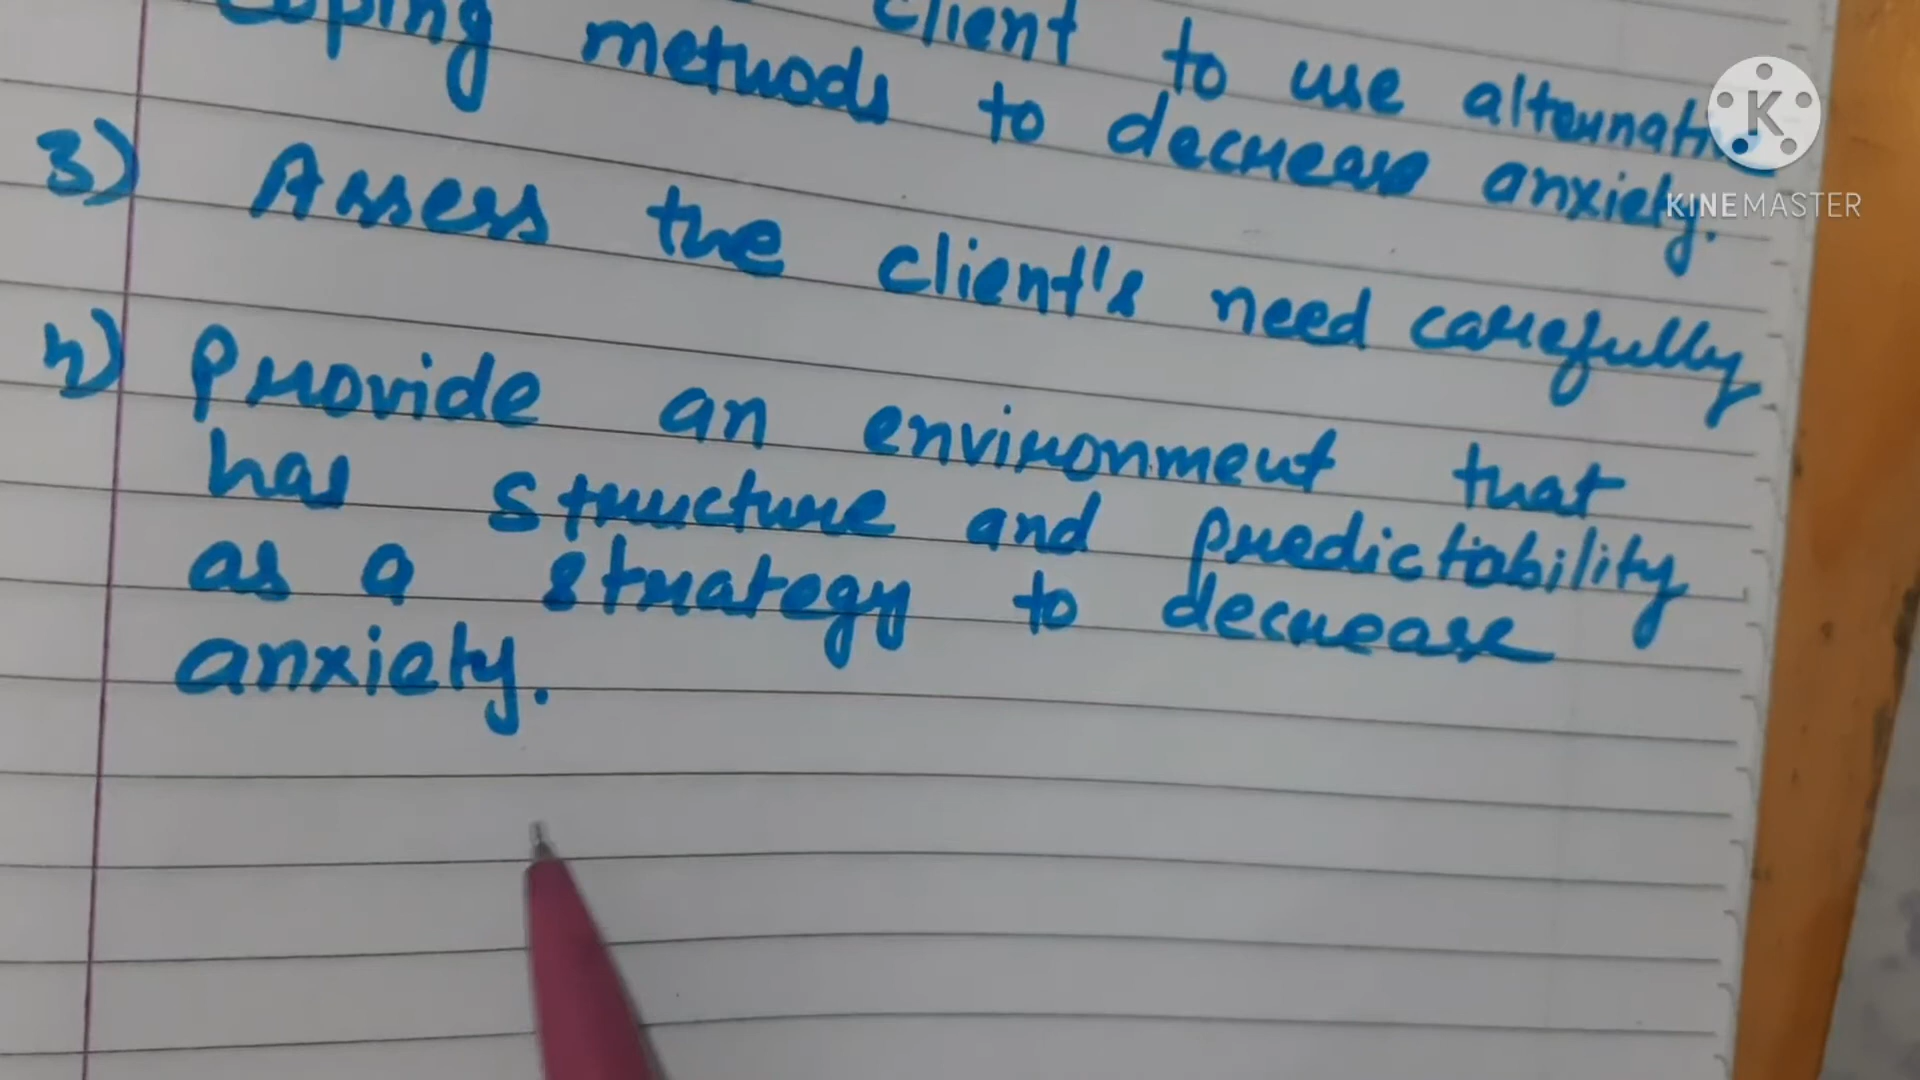 client to use alternative
coping methods to decrease anxiety.
3) Assess the client's need carefully
4) Provide an environment that
has structure and predictiability
as a strategy to decrease
anxiety.
K
KINEMASTER